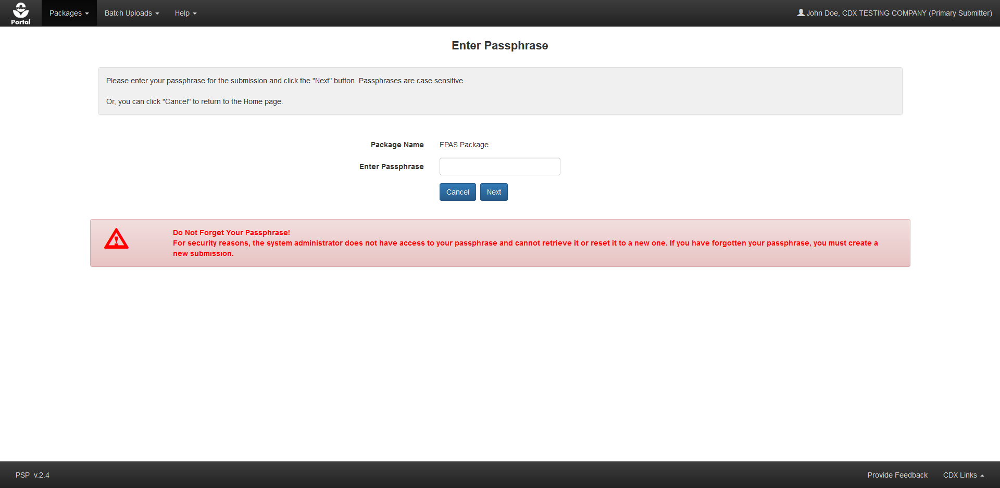 Portal
Packages
Batch Uploads
Help
John Doe, CDX TESTING COMPANY (Primary Submitter)
Enter Passphrase
Please enter your passphrase for the submission and click the "Next" button. Passphrases are case sensitive.
Or, you can click "Cancel" to return to the Home page.
Package Name
FPAS Package
Enter Passphrase
Cancel
Next
Do Not Forget Your Passphrase!
For security reasons, the system administrator does not have access to your passphrase and cannot retrieve it or reset it to a new one. If you have forgotten your passphrase, you must create a
new submission.
PSP v.2.4
Provide Feedback
CDX Links